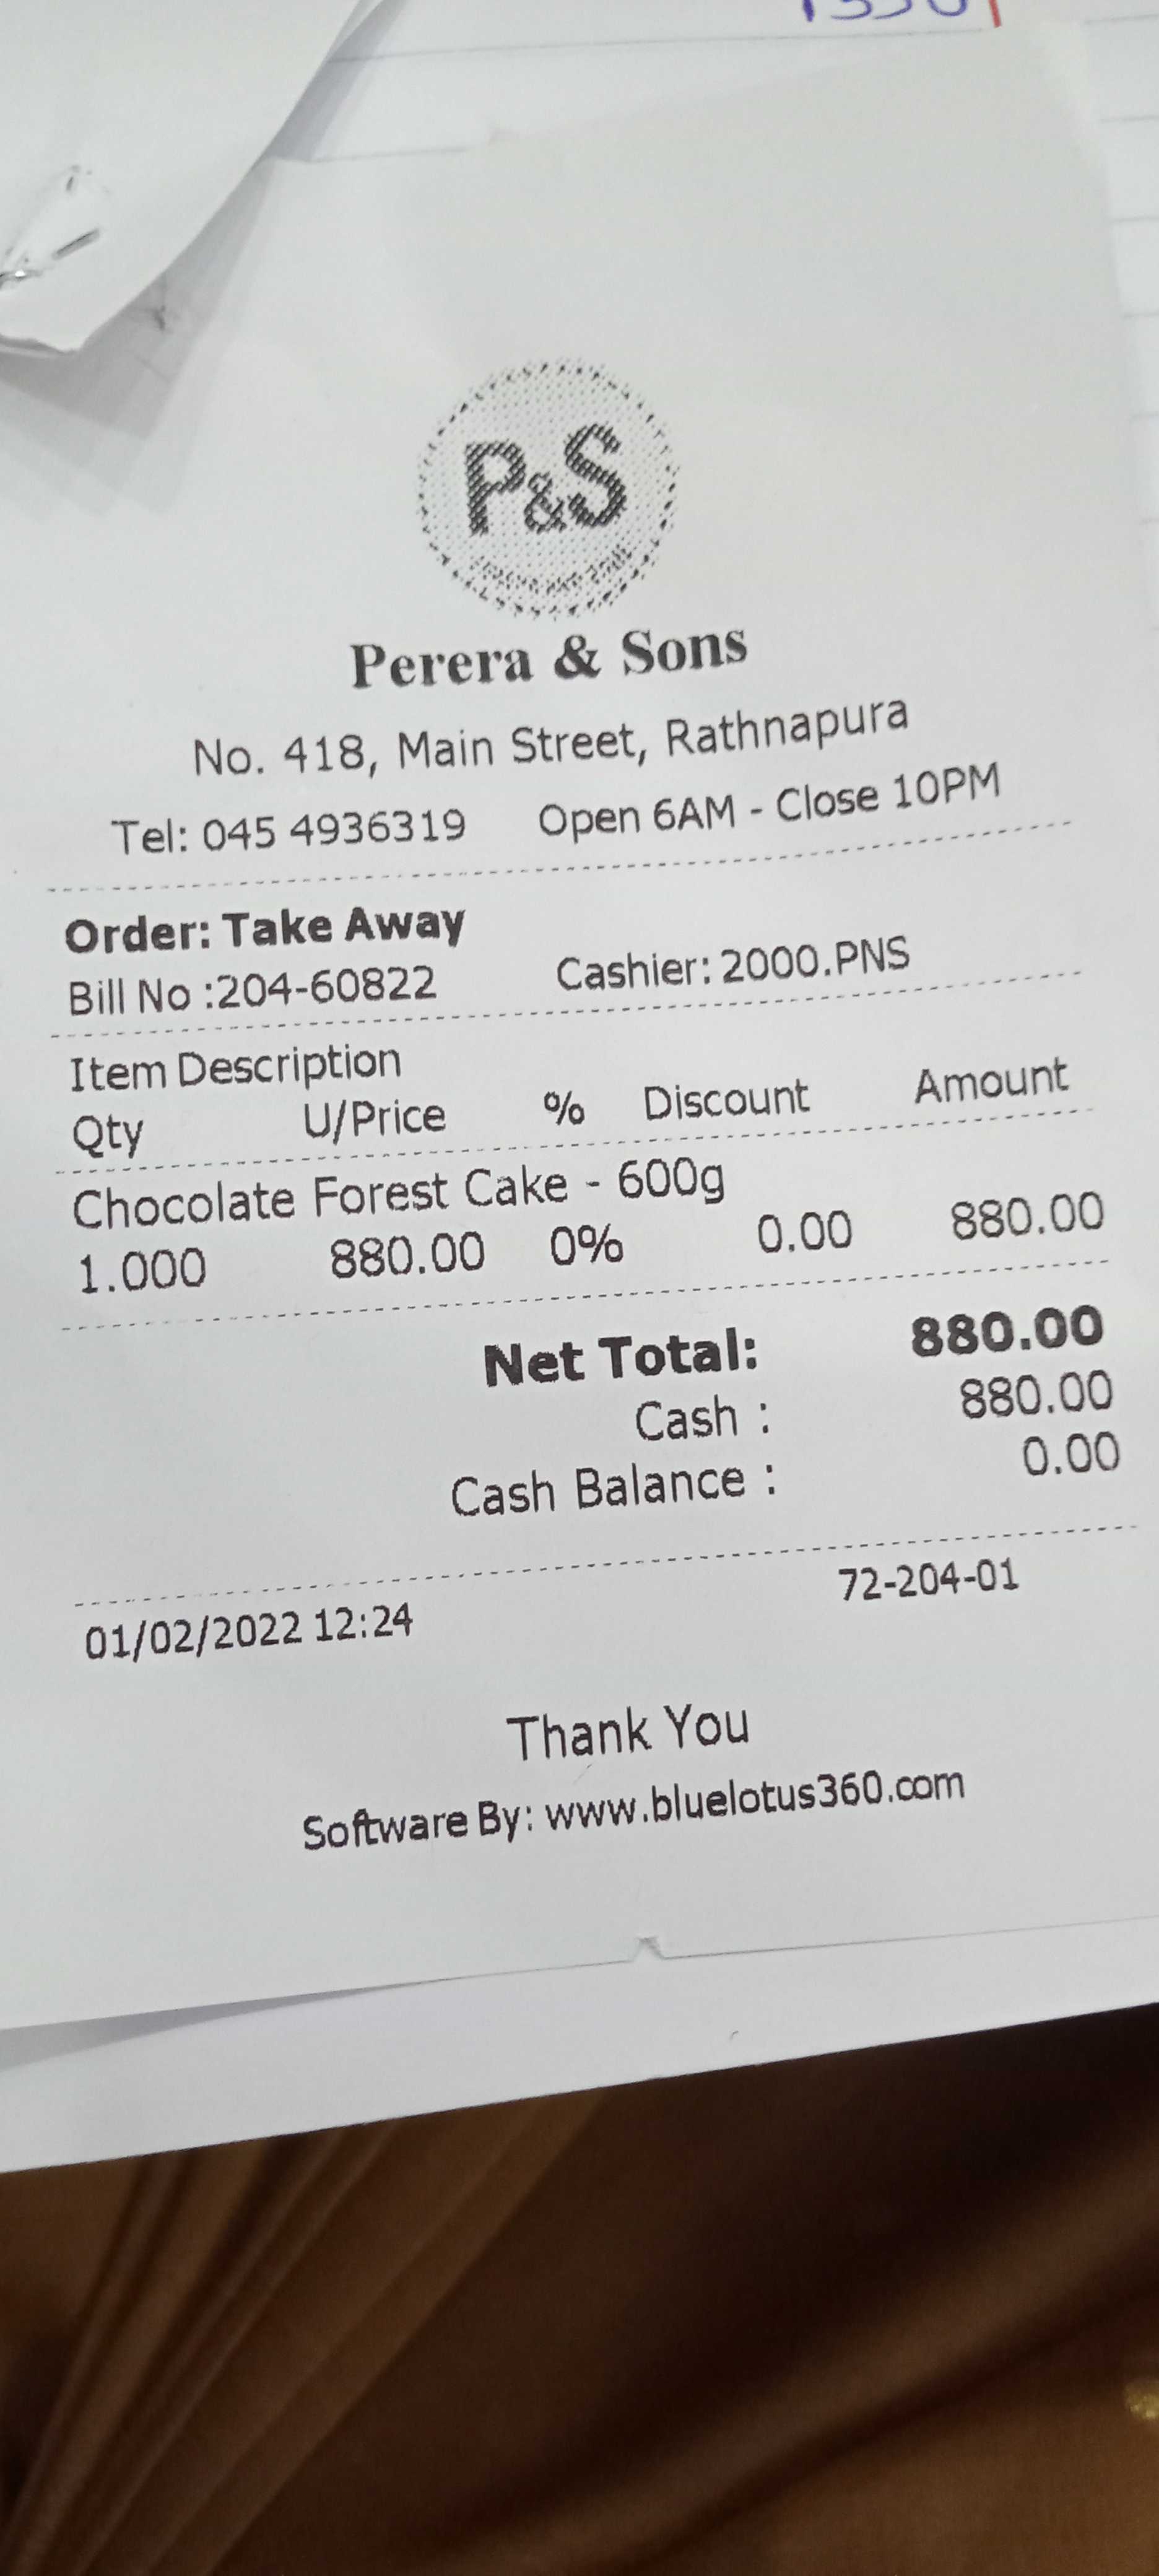 P&S
Perera & Sons
No. 418, Main Street, Rathnapura
Tel: 045 4936319 Open 6AM - Close 10PM
Order: Take Away
Bill No :204-60822 Cashier: 2000.PNS
Item Description
Qty U/Price % Discount Amount
Chocolate Forest Cake - 600g
1.000 880.00 0% 0.00 880.00
Net Total: 880.00
Cash : 880.00
Cash Balance : 0.00
01/02/2022 12:24 72-204-01
Thank You
Software By: www.bluelotus360.com